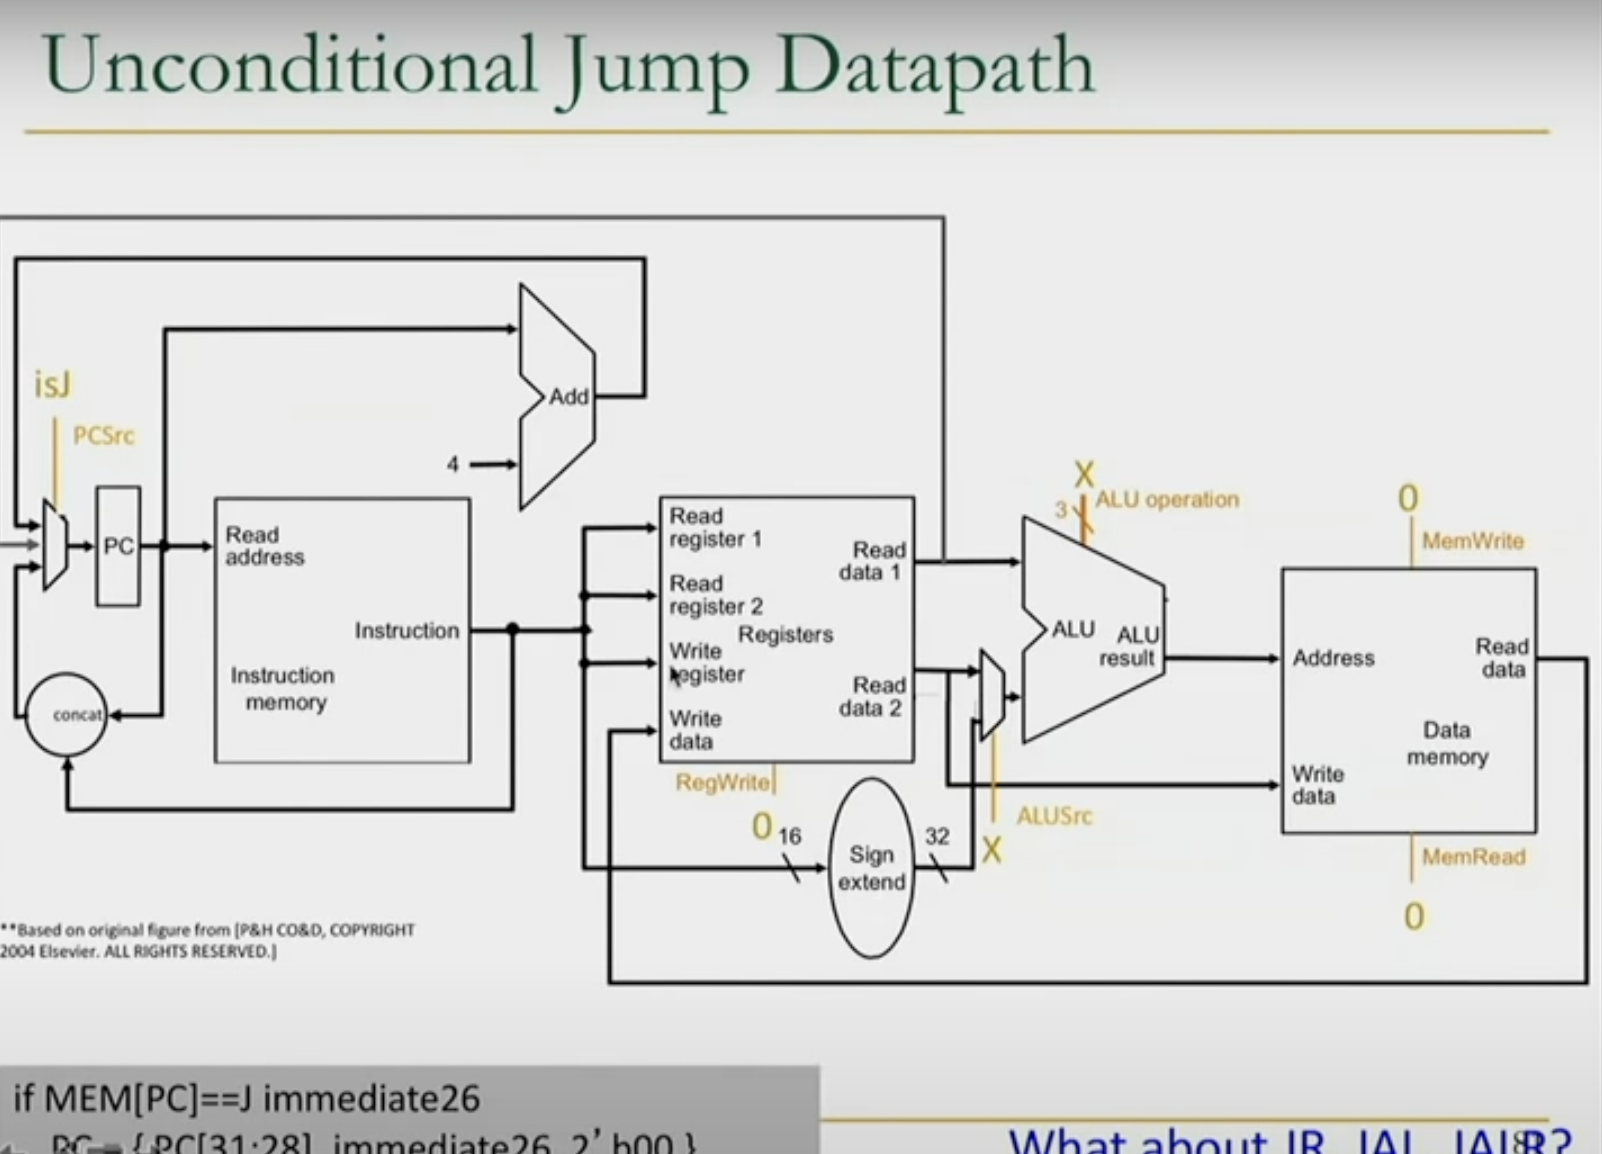 Unconditional Jump Datapath
isJ
PCSrc
Add
4
PC
Read
address
Instruction
Instruction
memory
concat
Read
register 1
Read
register 2
Registers
Write
register
Write
data
Read
data 1
Read
data 2
RegWrite
0
16
Sign
extend
32
X
3
ALU operation
ALU
ALU
result
ALUSrc
X
0
MemWrite
Address
Read
data
Data
memory
Write
data
MemRead
0
**Based on original figure from [P&H CO&D, COPYRIGHT
2004 Elsevier. ALL RIGHTS RESERVED.]
if MEM[PC]==J immediate26
PC = { PC[31:28], immediate26, 2’b00 }
What about JR, JAL, JALR?